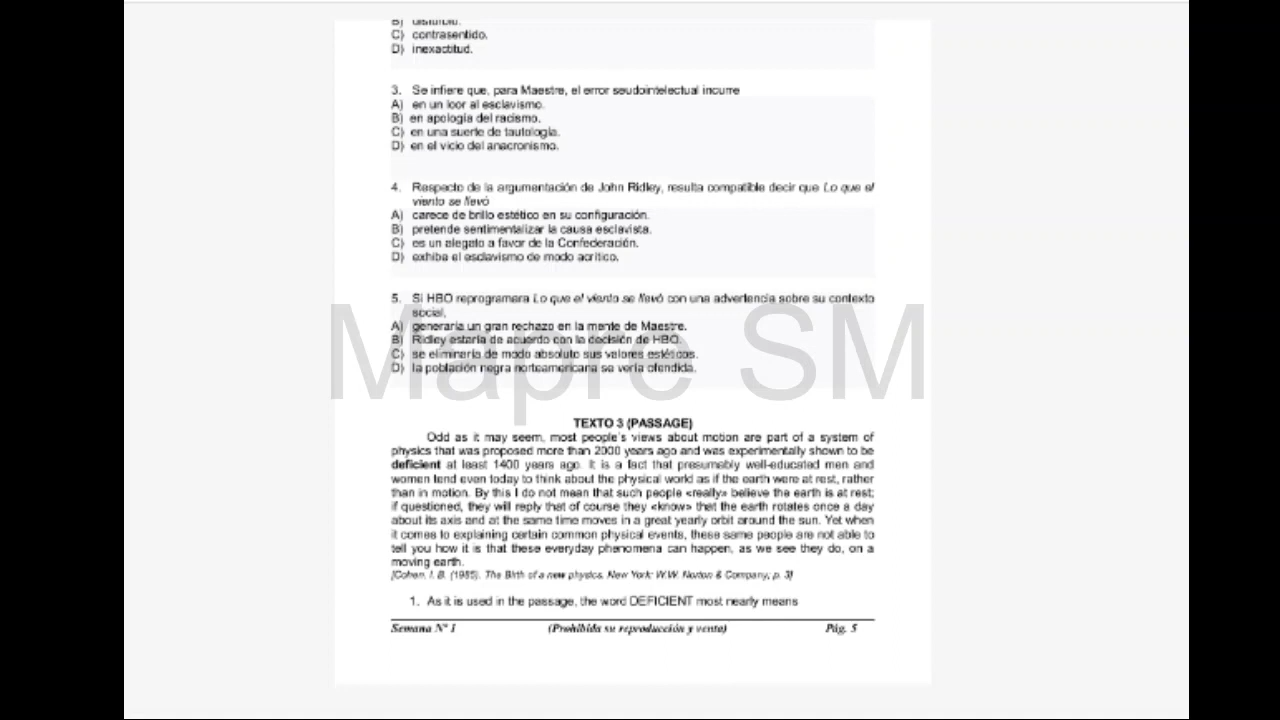 B) disturbio.
C) contrasentido.
D) inexactitud.
3. Se infiere que, para Maestre, el error seudointelectual incurre
A) en un loor al esclavismo.
B) en apología del racismo.
C) en una suerte de tautología.
D) en el vicio del anacronismo.
4. Respecto de la argumentación de John Ridley, resulta compatible decir que Lo que el
viento se llevó
A) carece de brillo estético en su configuración.
B) pretende sentimentalizar la causa esclavista.
C) es un alegato a favor de la Confederación.
D) exhibe el esclavismo de modo acrítico.
5. Si HBO reprogramara Lo que el viento se llevó con una advertencia sobre su contexto
social,
A) generaría un gran rechazo en la mente de Maestre.
B) Ridley estaría de acuerdo con la decisión de HBO.
C) se eliminaría de modo absoluto sus valores estéticos.
D) la población negra norteamericana se vería ofendida.
Mapre SM
TEXTO 3 (PASSAGE)
Odd as it may seem, most people's views about motion are part of a system of
physics that was proposed more than 2000 years ago and was experimentally shown to be
deficient at least 1400 years ago. It is a fact that presumably well-educated men and
women tend even today to think about the physical world as if the earth were at rest, rather
than in motion. By this I do not mean that such people «really» believe the earth is at rest;
if questioned, they will reply that of course they «know» that the earth rotates once a day
about its axis and at the same time moves in a great yearly orbit around the sun. Yet when
it comes to explaining certain common physical events, these same people are not able to
tell you how it is that these everyday phenomena can happen, as we see they do, on a
moving earth.
[Cohen, I. B. (1985). The Birth of a new physics. New York: W.W. Norton & Company, p. 3]
1. As it is used in the passage, the word DEFICIENT most nearly means
Semana Nº 1 (Prohibida su reproducción y venta) Pág. 5